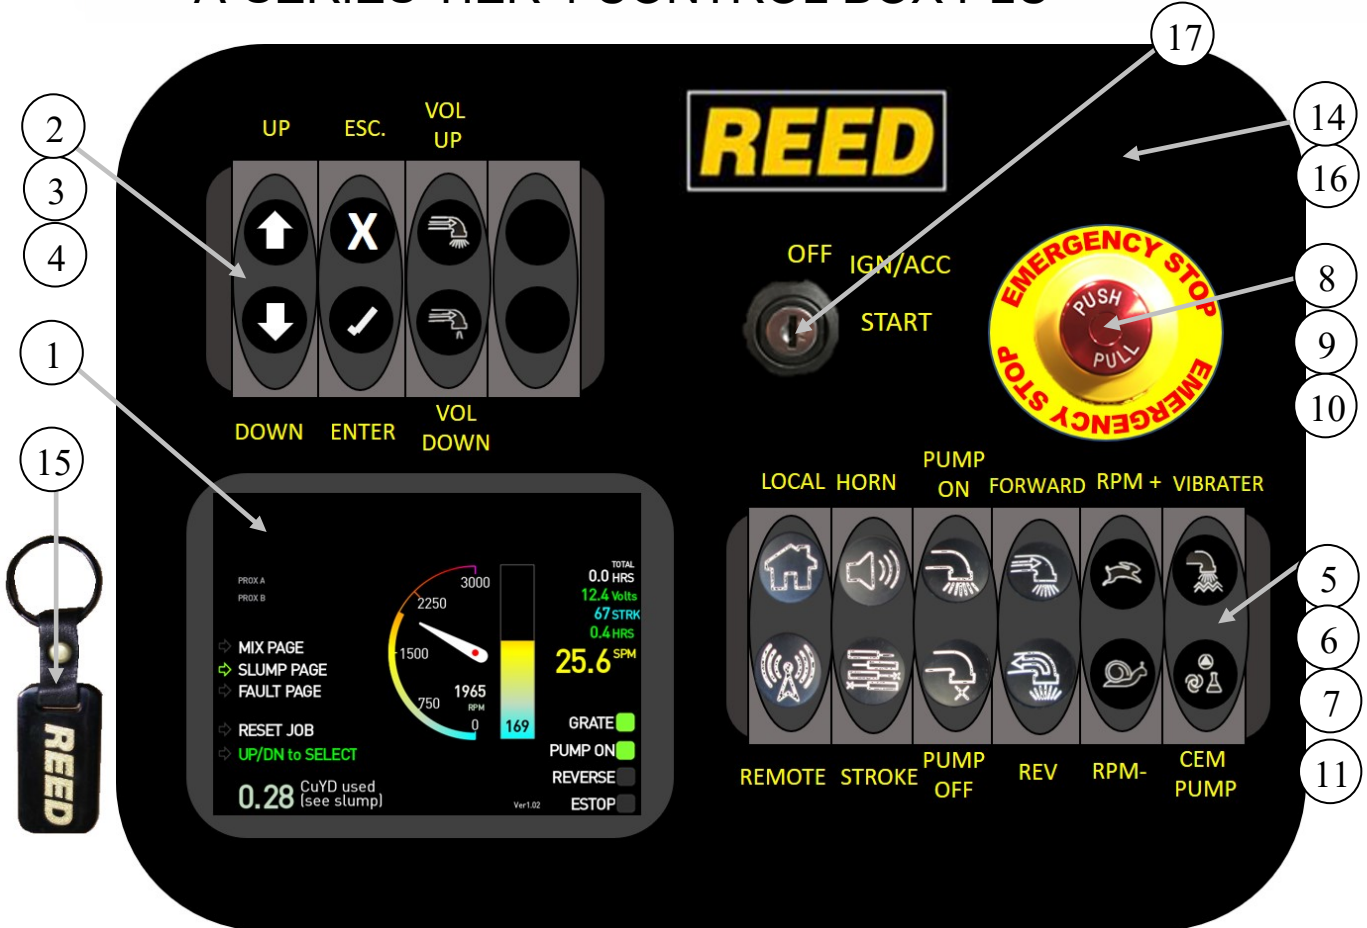 A SERIES TIER 4 CONTROL BOX PLUS
17
2
3
4
1
15
14
16
8
9
10
5
6
7
11
UP
ESC.
VOL
UP
X
DOWN
ENTER
VOL
DOWN
REED
OFF
IGN/ACC
START
EMERGENCY STOP
PUSH
PULL
EMERGENCY STOP
LOCAL
HORN
PUMP
ON
FORWARD
RPM +
VIBRATER
REMOTE
STROKE
PUMP
OFF
REV
RPM-
CEM
PUMP
PROX A
PROX B
MIX PAGE
SLUMP PAGE
FAULT PAGE
RESET JOB
UP/DN to SELECT
0.28 CuYD used
(see slump)
3000
2250
1500
750
0
1965
RPM
169
TOTAL
0.0 HRS
12.4 Volts
67 STRK
0.4 HRS
25.6 SPM
GRATE
PUMP ON
REVERSE
ESTOP
Ver1.02
REED